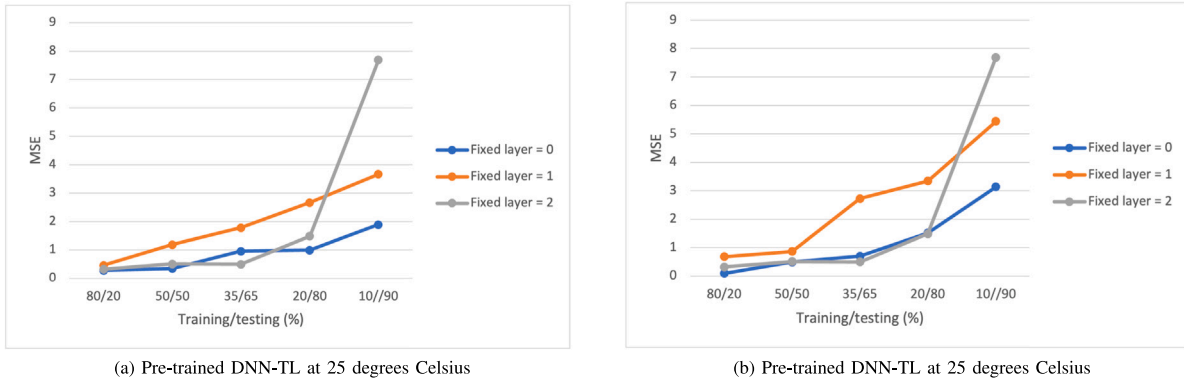 9
8
7
6
5
4
3
2
1
0
MSE
80/20 50/50 35/65 20/80 10//90
Training/testing (%)
Fixed layer = 0
Fixed layer = 1
Fixed layer = 2
(a) Pre-trained DNN-TL at 25 degrees Celsius
9
8
7
6
5
4
3
2
1
0
MSE
80/20 50/50 35/65 20/80 10//90
Training/testing (%)
Fixed layer = 0
Fixed layer = 1
Fixed layer = 2
(b) Pre-trained DNN-TL at 25 degrees Celsius